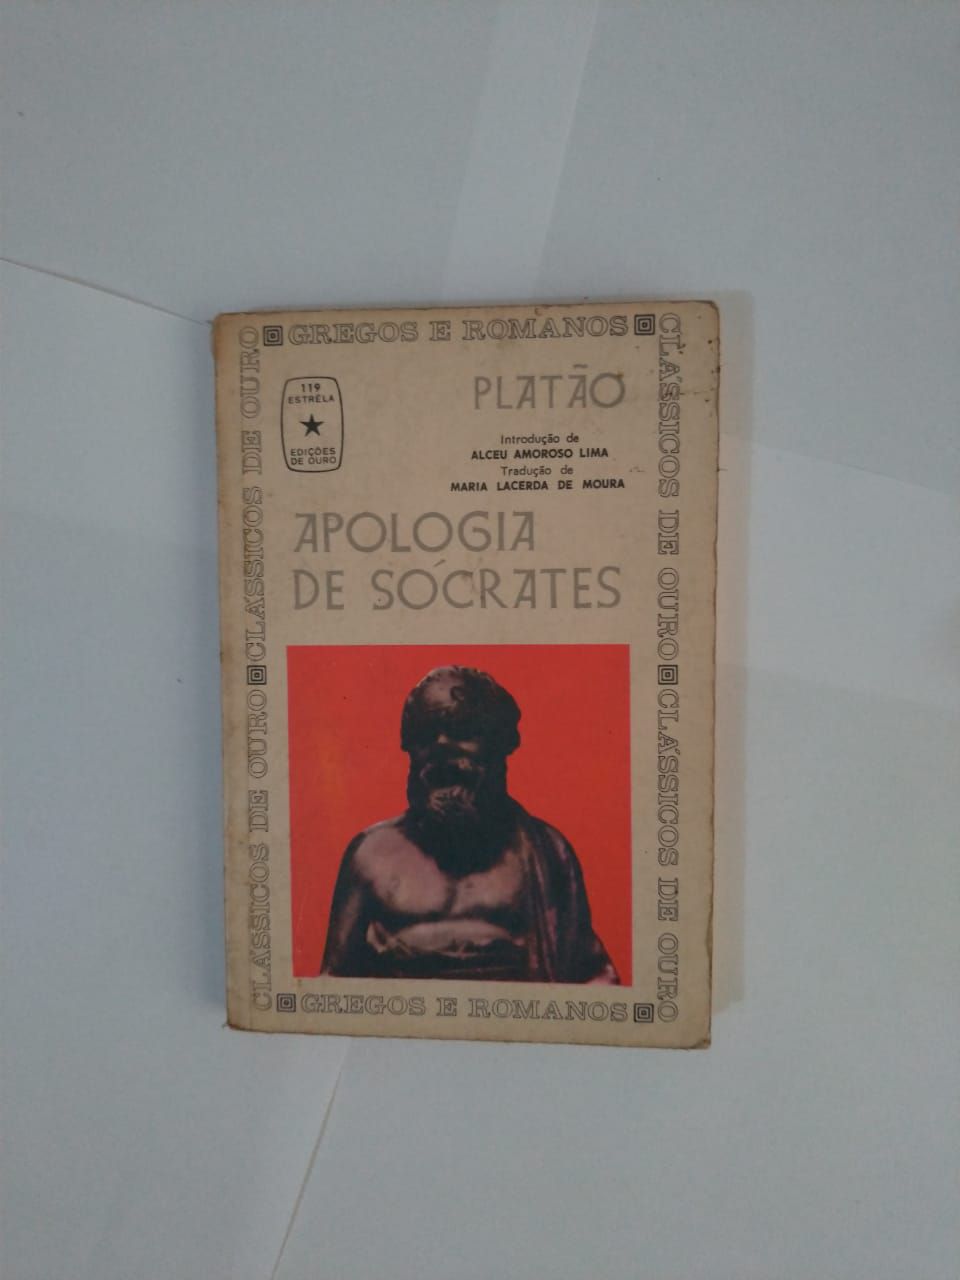 GREGOS E ROMANOS
119
ESTRÊLA
EDIÇÕES
DE OURO
PLATÃO
Introdução de
ALCEU AMOROSO LIMA
Tradução de
MARIA LACERDA DE MOURA
APOLOGIA
DE SÓCRATES
CLÁSSICOS DE OURO
CLÁSSICOS DE OURO
CLÁSSICOS DE OURO
CLÁSSICOS DE OURO
GREGOS E ROMANOS